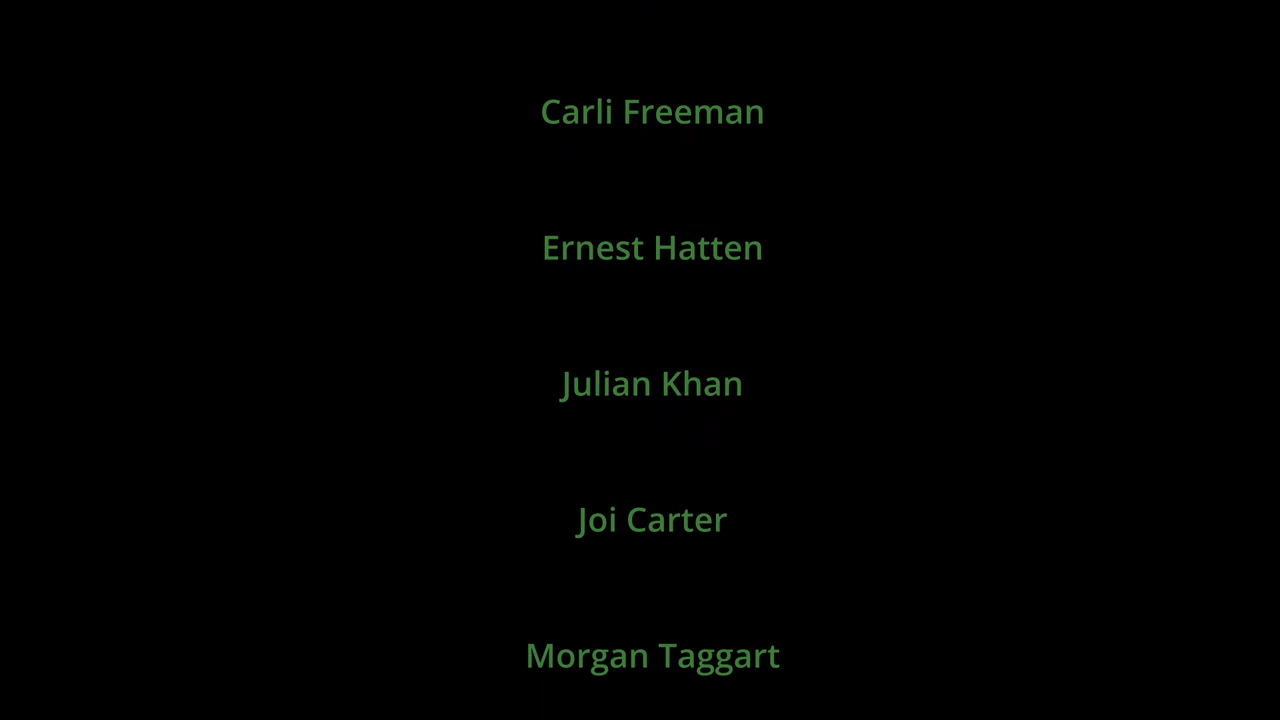 Carli Freeman
Ernest Hatten
Julian Khan
Joi Carter
Morgan Taggart